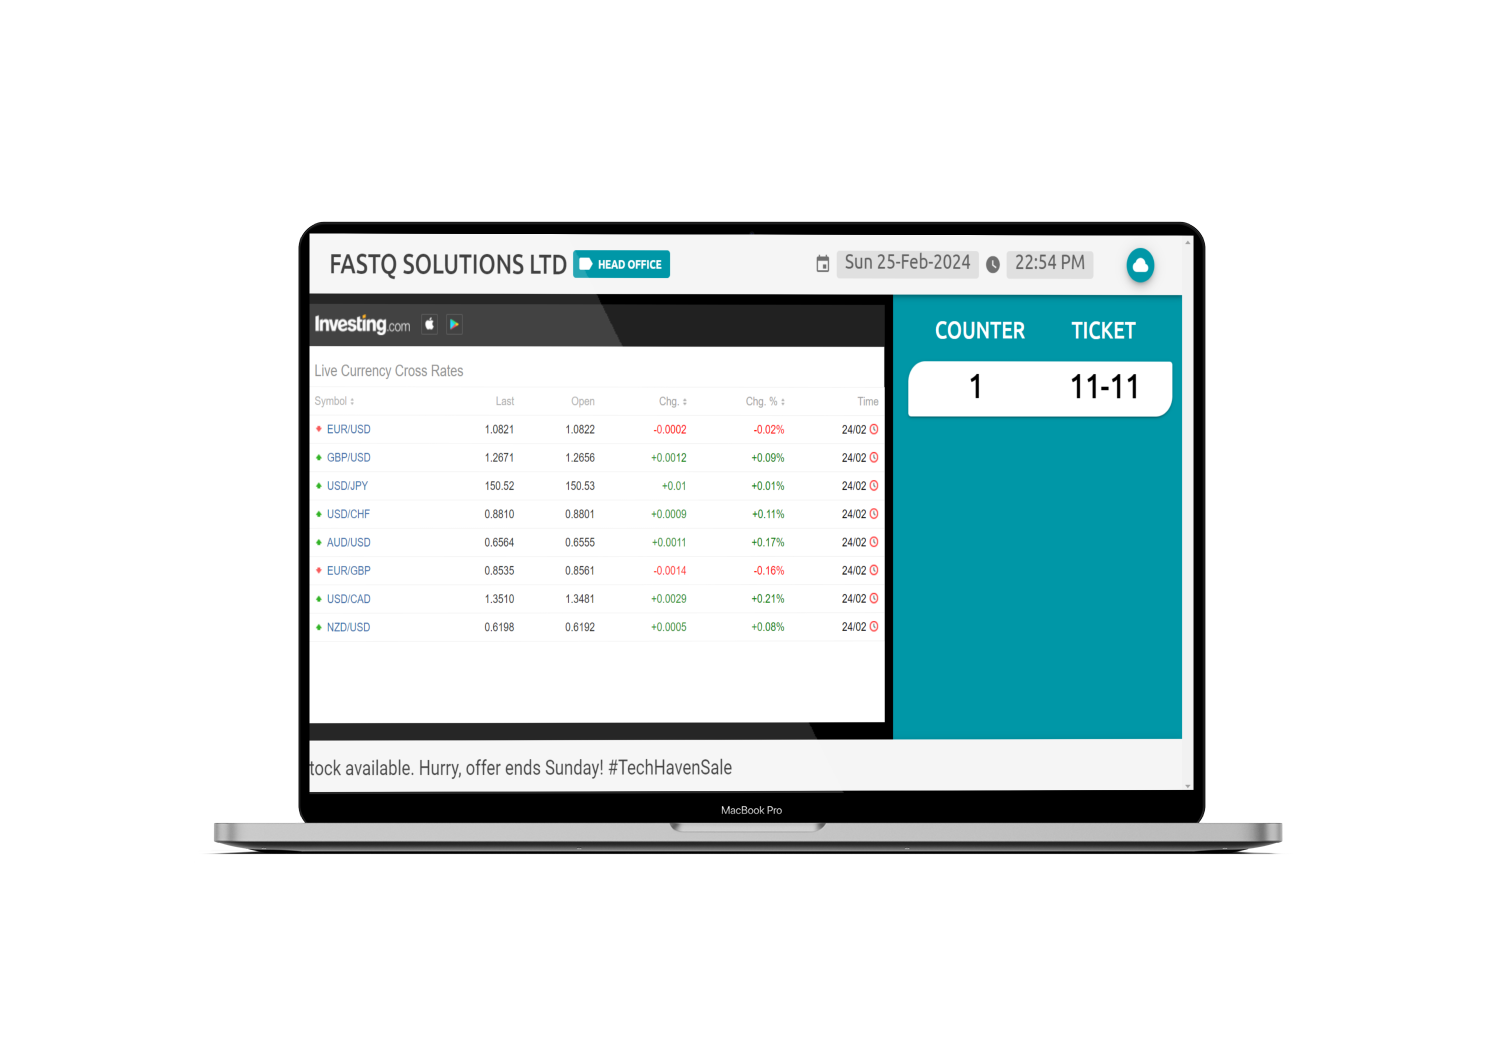 FASTQ SOLUTIONS LTD HEAD OFFICE Sun 25-Feb-2024 22:54 PM
Investing.com
COUNTER TICKET
1 11-11
Live Currency Cross Rates
Symbol Last Open Chg. Chg. % Time
EUR/USD 1.0821 1.0822 -0.0002 -0.02% 24/02
GBP/USD 1.2671 1.2656 +0.0012 +0.09% 24/02
USD/JPY 150.52 150.53 +0.01 +0.01% 24/02
USD/CHF 0.8810 0.8801 +0.0009 +0.11% 24/02
AUD/USD 0.6564 0.6555 +0.0011 +0.17% 24/02
EUR/GBP 0.8535 0.8561 -0.0014 -0.16% 24/02
USD/CAD 1.3510 1.3481 +0.0029 +0.21% 24/02
NZD/USD 0.6198 0.6192 +0.0005 +0.08% 24/02
tock available. Hurry, offer ends Sunday! #TechHavenSale
MacBook Pro